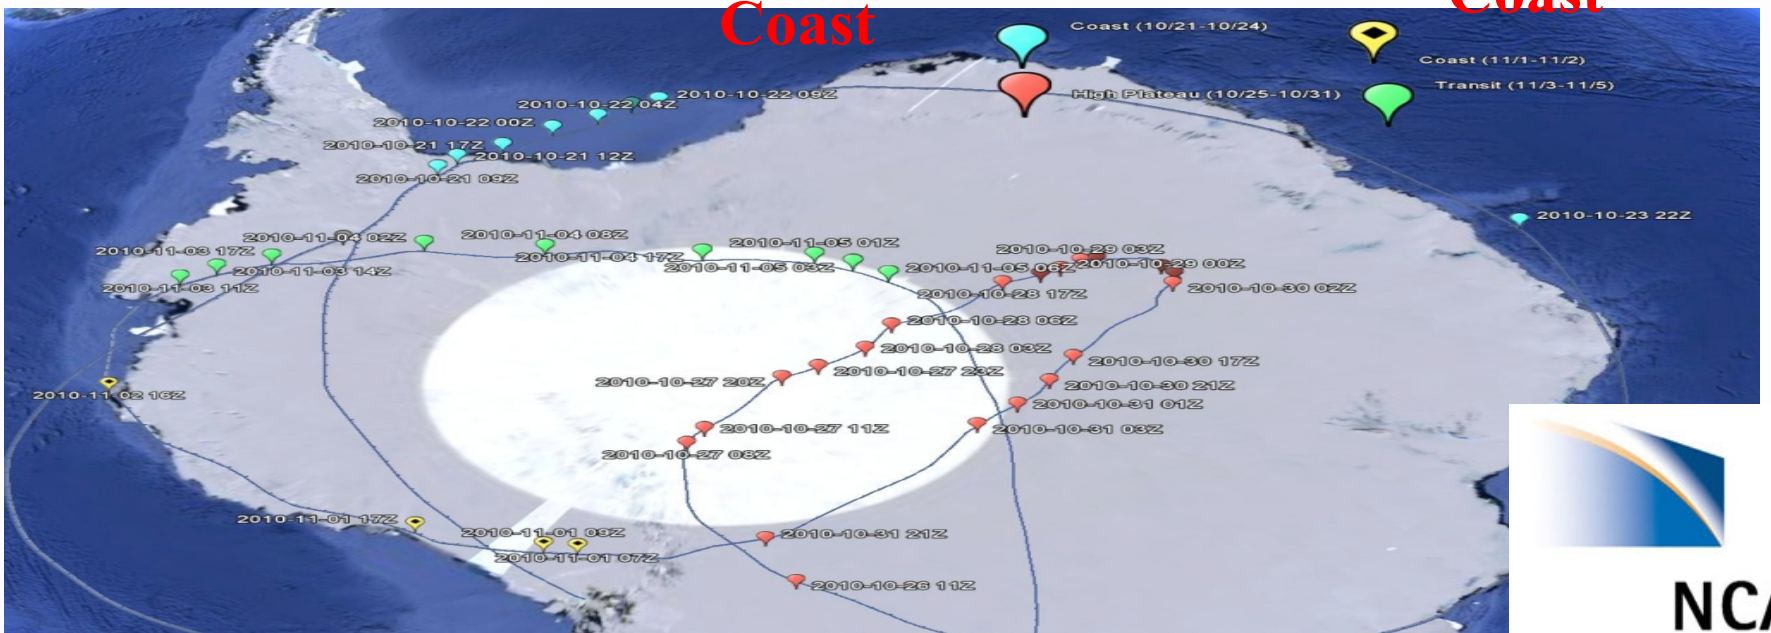 Coast
Coast
Coast (10/21-10/24)
Coast (11/1-11/2)
High Plateau (10/25-10/31)
Transit (11/3-11/5)
2010-10-22 09Z
2010-10-22 04Z
2010-10-22 00Z
2010-10-21 17Z
2010-10-21 12Z
2010-10-21 09Z
2010-10-23 22Z
2010-11-04 02Z
2010-11-04 08Z
2010-11-05 01Z
2010-11-03 17Z
2010-10-29 03Z
2010-11-04 17Z
2010-10-29 00Z
2010-11-03 14Z
2010-11-05 03Z
2010-11-05 06Z
2010-11-03 11Z
2010-10-30 02Z
2010-10-28 17Z
2010-10-28 06Z
2010-10-28 03Z
2010-10-30 17Z
2010-10-27 23Z
2010-10-27 20Z
2010-10-30 21Z
2010-11-02 16Z
2010-10-31 01Z
2010-10-27 11Z
2010-10-31 03Z
2010-10-27 08Z
2010-11-01 17Z
2010-11-01 09Z
2010-10-31 21Z
2010-11-01 07Z
2010-10-26 11Z